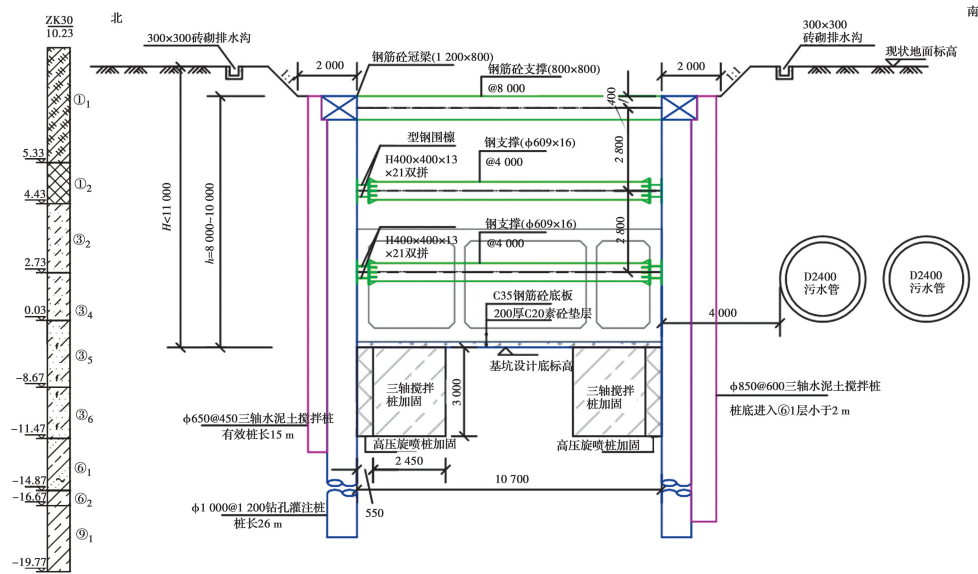 ZK30
10.23
北
南
300×300砖砌排水沟
300×300
砖砌排水沟
现状地面标高
1:1
2 000
钢筋砼冠梁(1 200×800)
钢筋砼支撑(800×800)
@8 000
2 000
1:1
400
①1
型钢围檩
H400×400×13
×21双拼
钢支撑(ϕ609×16)
@4 000
2 800
5.33
①2
4.43
H<11 000
h=8 000~10 000
③2
钢支撑(ϕ609×16)
@4 000
H400×400×13
×21双拼
2 800
2.73
D2400
污水管
D2400
污水管
③4
C35钢筋砼底板
200厚C20素砼垫层
4 000
0.03
③5
基坑设计底标高
三轴搅拌
桩加固
3 000
三轴搅拌
桩加固
-8.67
③6
ϕ650@450三轴水泥土搅拌桩
有效桩长15 m
ϕ850@600三轴水泥土搅拌桩
桩底进入⑥1层小于2 m
-11.47
高压旋喷桩加固
高压旋喷桩加固
⑥1
2 450
10 700
-14.87
⑥2
-16.67
550
ϕ1 000@1 200钻孔灌注桩
桩长26 m
⑨1
-19.77